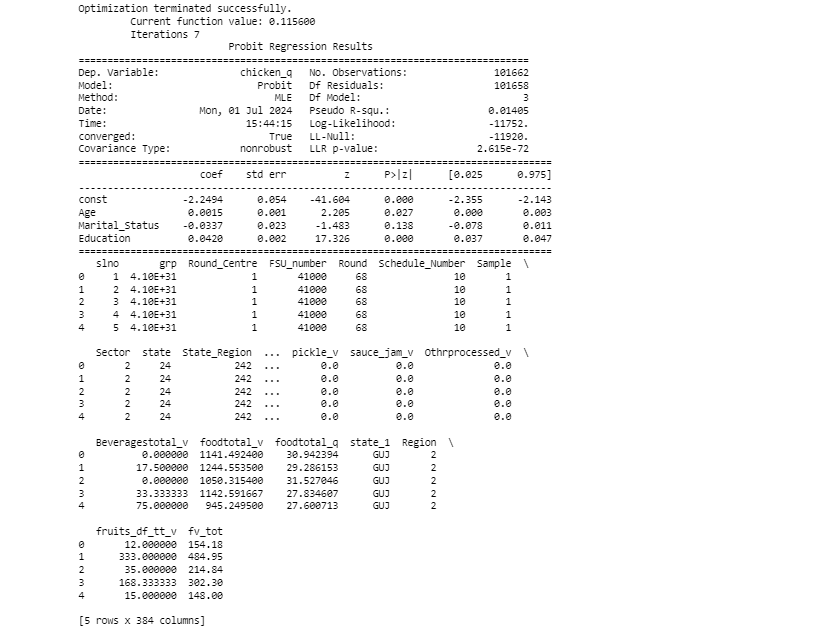 Optimization terminated successfully.
Current function value: 0.115600
Iterations 7
Probit Regression Results
==============================================================================
Dep. Variable: chicken_q No. Observations: 101662
Model: Probit Df Residuals: 101658
Method: MLE Df Model: 3
Date: Mon, 01 Jul 2024 Pseudo R-squ.: 0.01405
Time: 15:44:15 Log-Likelihood: -11752.
converged: True LL-Null: -11920.
Covariance Type: nonrobust LLR p-value: 2.615e-72
==================================================================================
coef std err z P>|z| [0.025 0.975]
----------------------------------------------------------------------------------
const -2.2494 0.054 -41.604 0.000 -2.355 -2.143
Age 0.0015 0.001 2.205 0.027 0.000 0.003
Marital_Status -0.0337 0.023 -1.483 0.138 -0.078 0.011
Education 0.0420 0.002 17.326 0.000 0.037 0.047
==================================================================================
slno grp Round_Centre FSU_number Round Schedule_Number Sample \
0 1 4.10E+31 1 41000 68 10 1
1 2 4.10E+31 1 41000 68 10 1
2 3 4.10E+31 1 41000 68 10 1
3 4 4.10E+31 1 41000 68 10 1
4 5 4.10E+31 1 41000 68 10 1
Sector state State_Region ... pickle_v sauce_jam_v Othrprocessed_v \
0 2 24 242 ... 0.0 0.0 0.0
1 2 24 242 ... 0.0 0.0 0.0
2 2 24 242 ... 0.0 0.0 0.0
3 2 24 242 ... 0.0 0.0 0.0
4 2 24 242 ... 0.0 0.0 0.0
Beveragestotal_v foodtotal_v foodtotal_q state_1 Region \
0 0.000000 1141.492400 30.942394 GUJ 2
1 17.500000 1244.553500 29.286153 GUJ 2
2 0.000000 1050.315400 31.527046 GUJ 2
3 33.333333 1142.591667 27.834607 GUJ 2
4 75.000000 945.249500 27.600713 GUJ 2
fruits_df_tt_v fv_tot
0 12.000000 154.18
1 333.000000 484.95
2 35.000000 214.84
3 168.333333 302.30
4 15.000000 148.00
[5 rows x 384 columns]